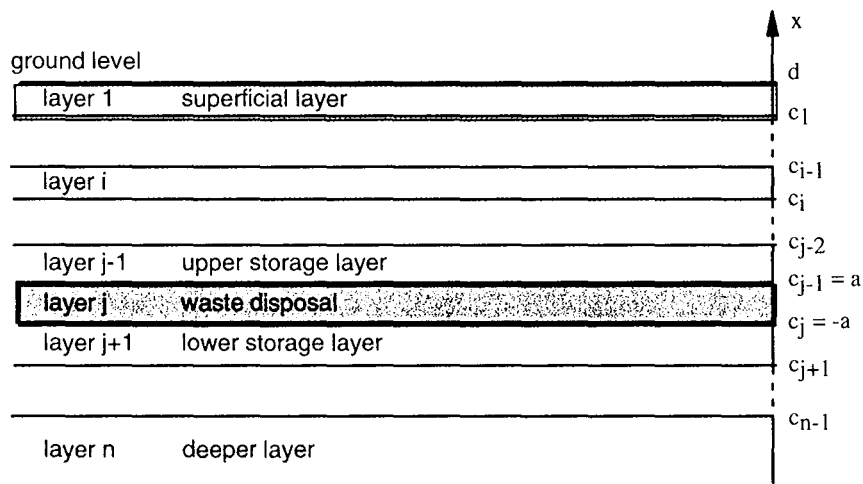 x
ground level
d
layer 1 superficial layer
c1
ci-1
layer i
ci
cj-2
layer j-1 upper storage layer
cj-1 = a
layer j waste disposal
cj = -a
layer j+1 lower storage layer
cj+1
cn-1
layer n deeper layer